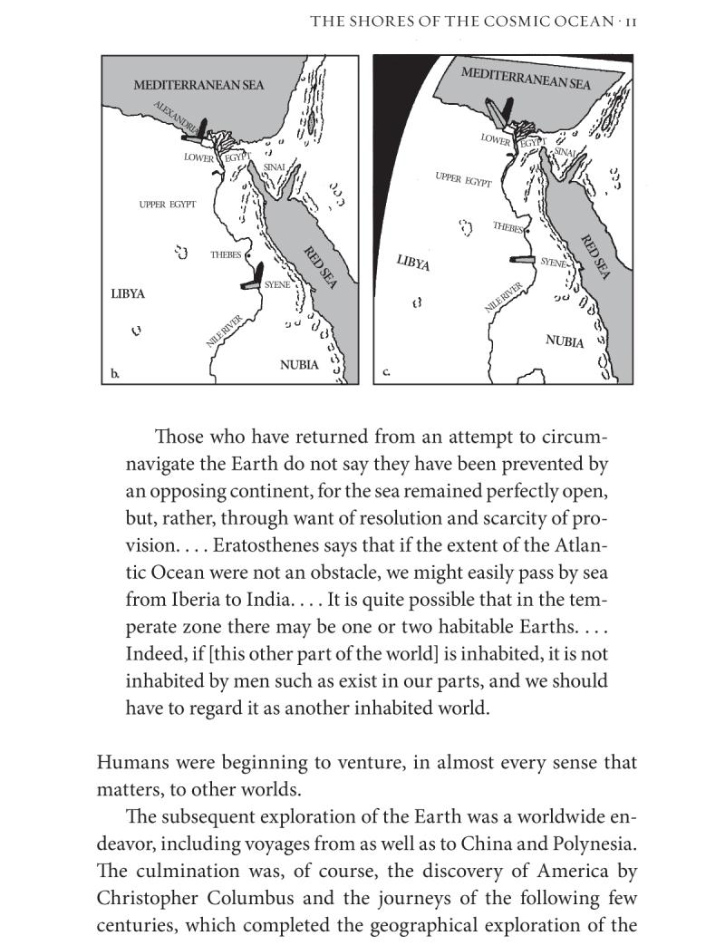 THE SHORES OF THE COSMIC OCEAN · 11
MEDITERRANEAN SEA
ALEXANDRIA
LOWER EGYPT
SINAI
UPPER EGYPT
THEBES
RED SEA
SYENE
LIBYA
NILE RIVER
NUBIA
b.
MEDITERRANEAN SEA
LOWER EGYPT
SINAI
UPPER EGYPT
THEBES
RED SEA
LIBYA
SYENE
NILE RIVER
NUBIA
c.
Those who have returned from an attempt to circum-
navigate the Earth do not say they have been prevented by
an opposing continent, for the sea remained perfectly open,
but, rather, through want of resolution and scarcity of pro-
vision. . . . Eratosthenes says that if the extent of the Atlan-
tic Ocean were not an obstacle, we might easily pass by sea
from Iberia to India. . . . It is quite possible that in the tem-
perate zone there may be one or two habitable Earths. . . .
Indeed, if [this other part of the world] is inhabited, it is not
inhabited by men such as exist in our parts, and we should
have to regard it as another inhabited world.
Humans were beginning to venture, in almost every sense that
matters, to other worlds.
The subsequent exploration of the Earth was a worldwide en-
deavor, including voyages from as well as to China and Polynesia.
The culmination was, of course, the discovery of America by
Christopher Columbus and the journeys of the following few
centuries, which completed the geographical exploration of the